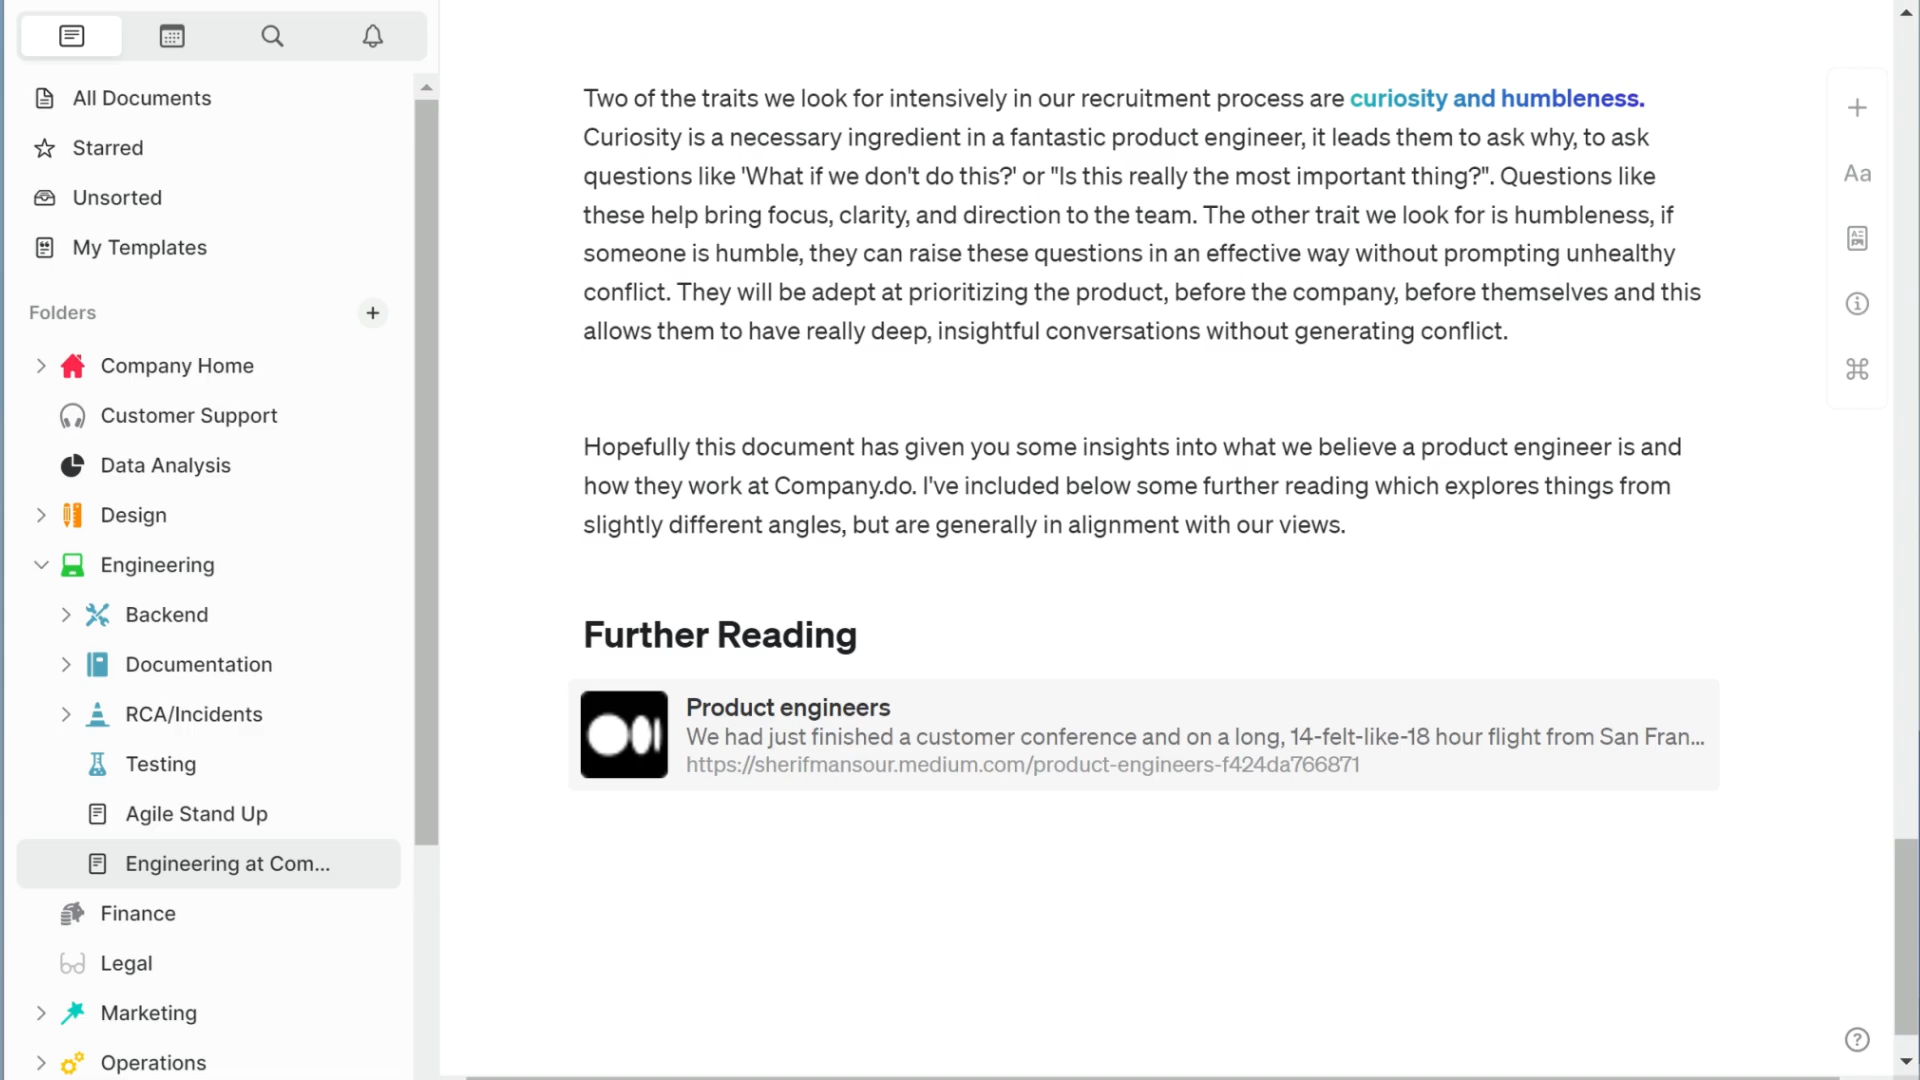 All Documents
Starred
Unsorted
My Templates
Folders
Company Home
Customer Support
Data Analysis
Design
Engineering
Backend
Documentation
RCA/Incidents
Testing
Agile Stand Up
Engineering at Com...
Finance
Legal
Marketing
Operations
Two of the traits we look for intensively in our recruitment process are curiosity and humbleness.
Curiosity is a necessary ingredient in a fantastic product engineer, it leads them to ask why, to ask
questions like 'What if we don't do this?' or "Is this really the most important thing?". Questions like
these help bring focus, clarity, and direction to the team. The other trait we look for is humbleness, if
someone is humble, they can raise these questions in an effective way without prompting unhealthy
conflict. They will be adept at prioritizing the product, before the company, before themselves and this
allows them to have really deep, insightful conversations without generating conflict.
Hopefully this document has given you some insights into what we believe a product engineer is and
how they work at Company.do. I've included below some further reading which explores things from
slightly different angles, but are generally in alignment with our views.
Further Reading
Product engineers
We had just finished a customer conference and on a long, 14-felt-like-18 hour flight from San Fran...
https://sherifmansour.medium.com/product-engineers-f424da766871
Aa